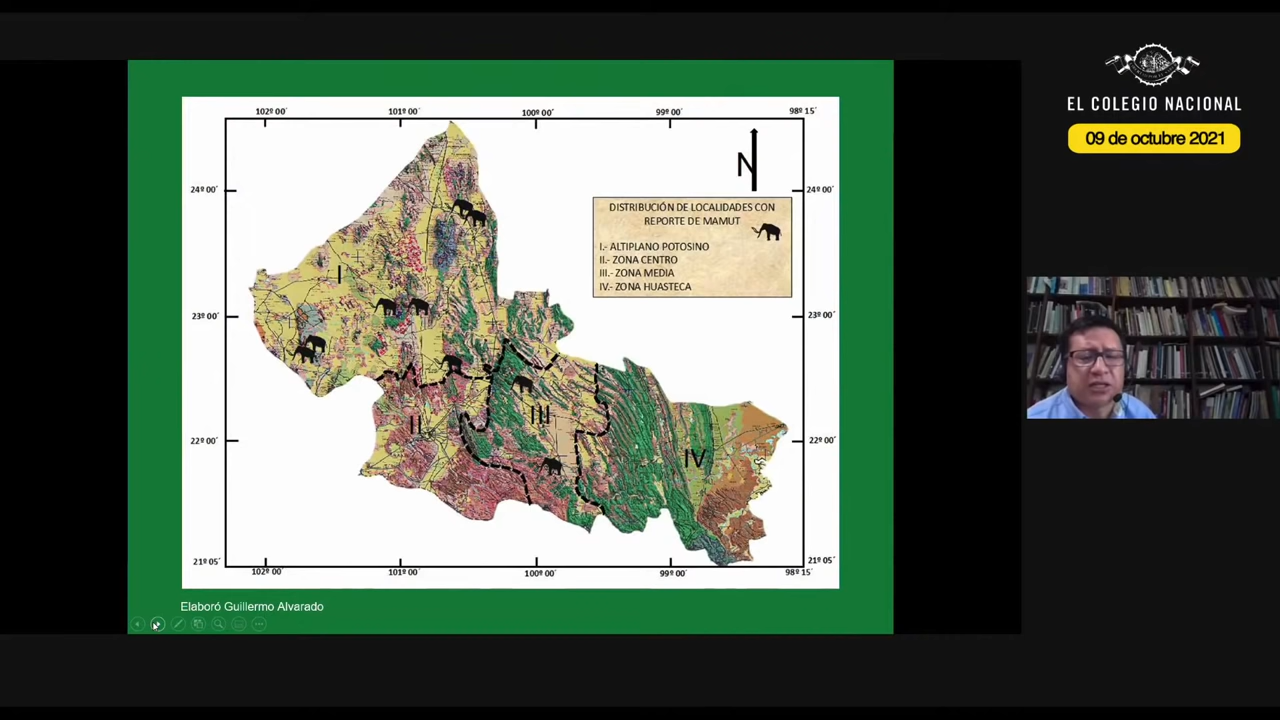 EL COLEGIO NACIONAL
09 de octubre 2021
102º 00´ 101º 00´ 100º 00´ 99º 00´ 98º 15´
N
24º 00´ 24º 00´
DISTRIBUCIÓN DE LOCALIDADES CON
REPORTE DE MAMUT
I.- ALTIPLANO POTOSINO
II.- ZONA CENTRO
III.- ZONA MEDIA
IV.- ZONA HUASTECA
I
23º 00´ 23º 00´
II
III
22º 00´ 22º 00´
IV
21º 05´ 21º 05´
102º 00´ 101º 00´ 100º 00´ 99º 00´ 98º 15´
Elaboró Guillermo Alvarado